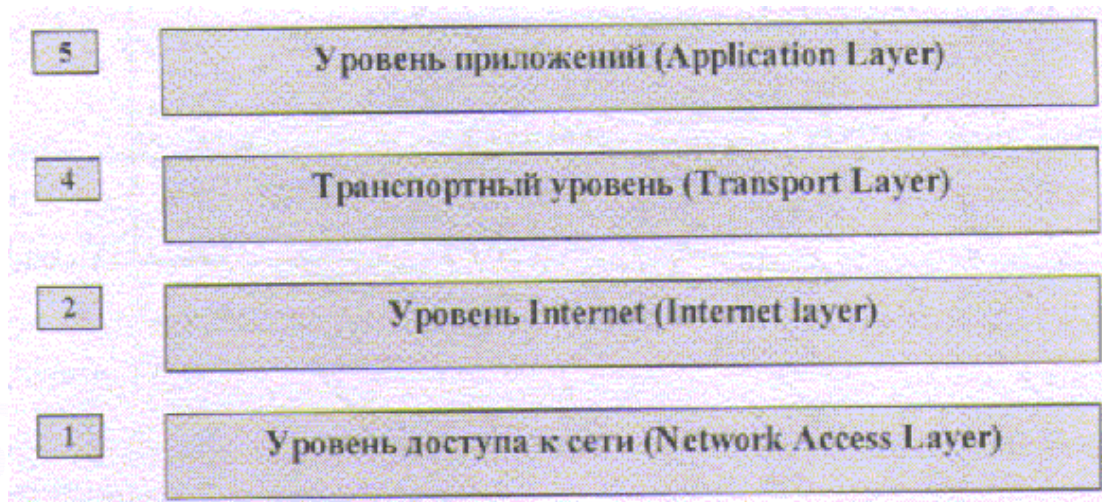 5 Уровень приложений (Application Layer)
4 Транспортный уровень (Transport Layer)
2 Уровень Internet (Internet layer)
1 Уровень доступа к сети (Network Access Layer)